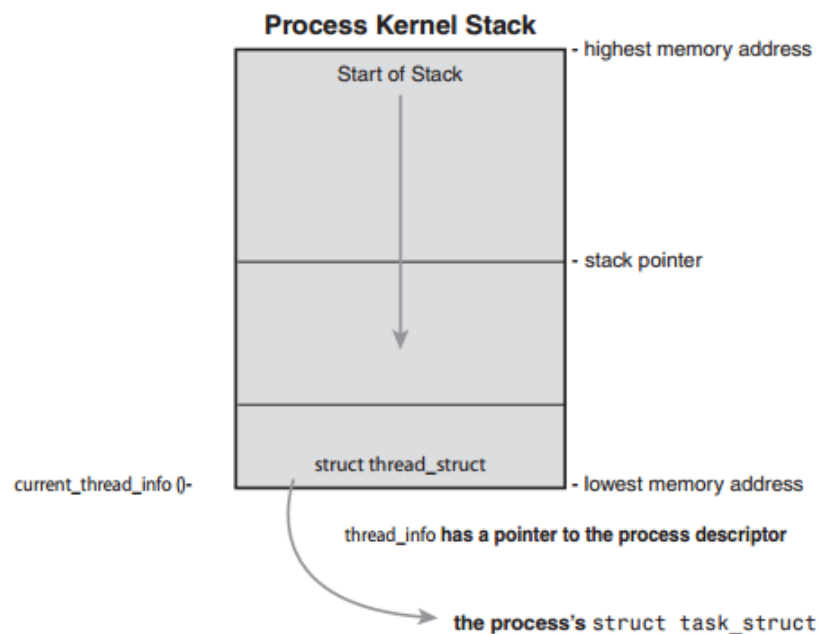 Process Kernel Stack
- highest memory address
Start of Stack
- stack pointer
struct thread_struct
current_thread_info ()-
- lowest memory address
thread_info has a pointer to the process descriptor
the process's struct task_struct